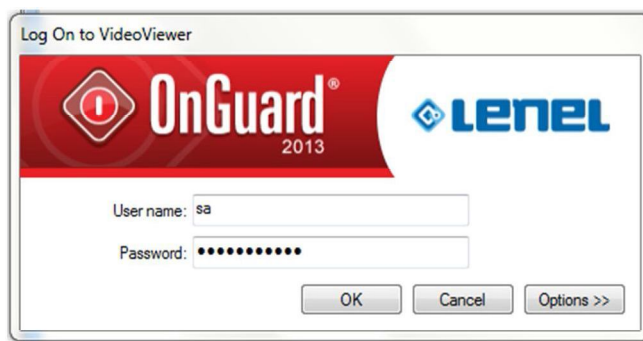 Log On to VideoViewer
OnGuard®
2013
LENEL
User name: sa
Password: •••••••••••
OK Cancel Options >>